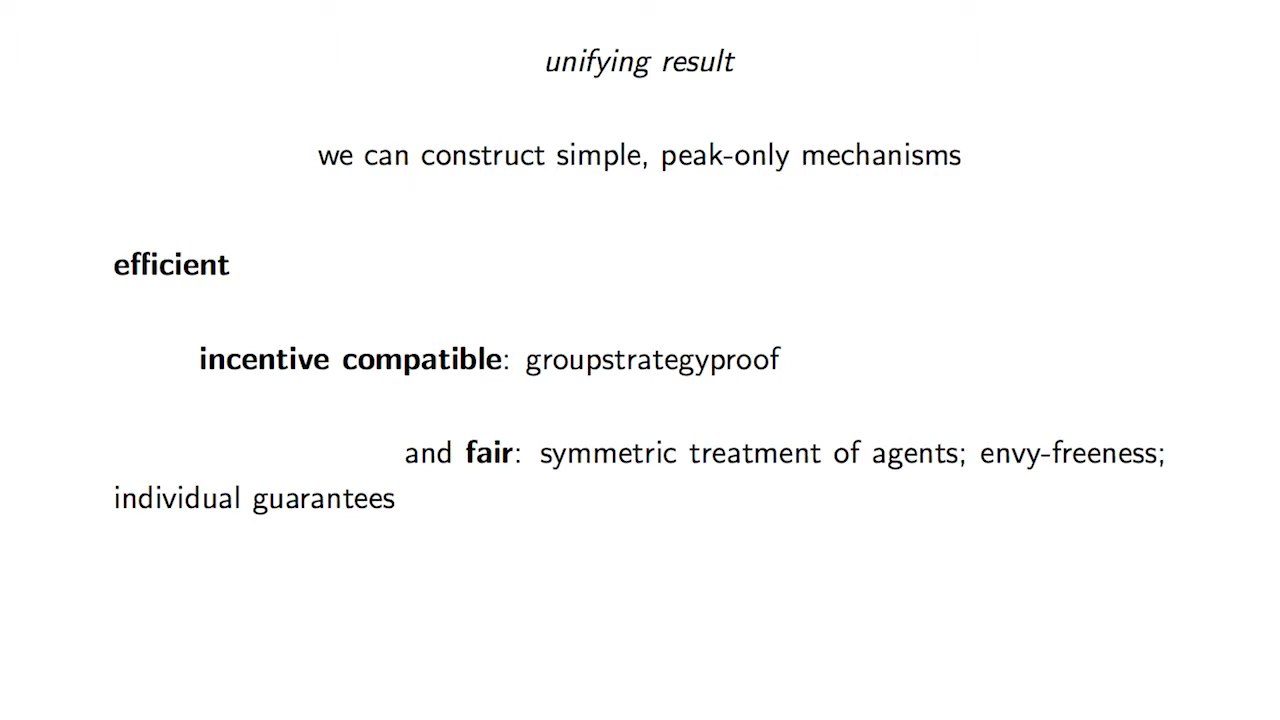 unifying result
we can construct simple, peak-only mechanisms
efficient
incentive compatible: groupstrategyproof
and fair: symmetric treatment of agents; envy-freeness;
individual guarantees